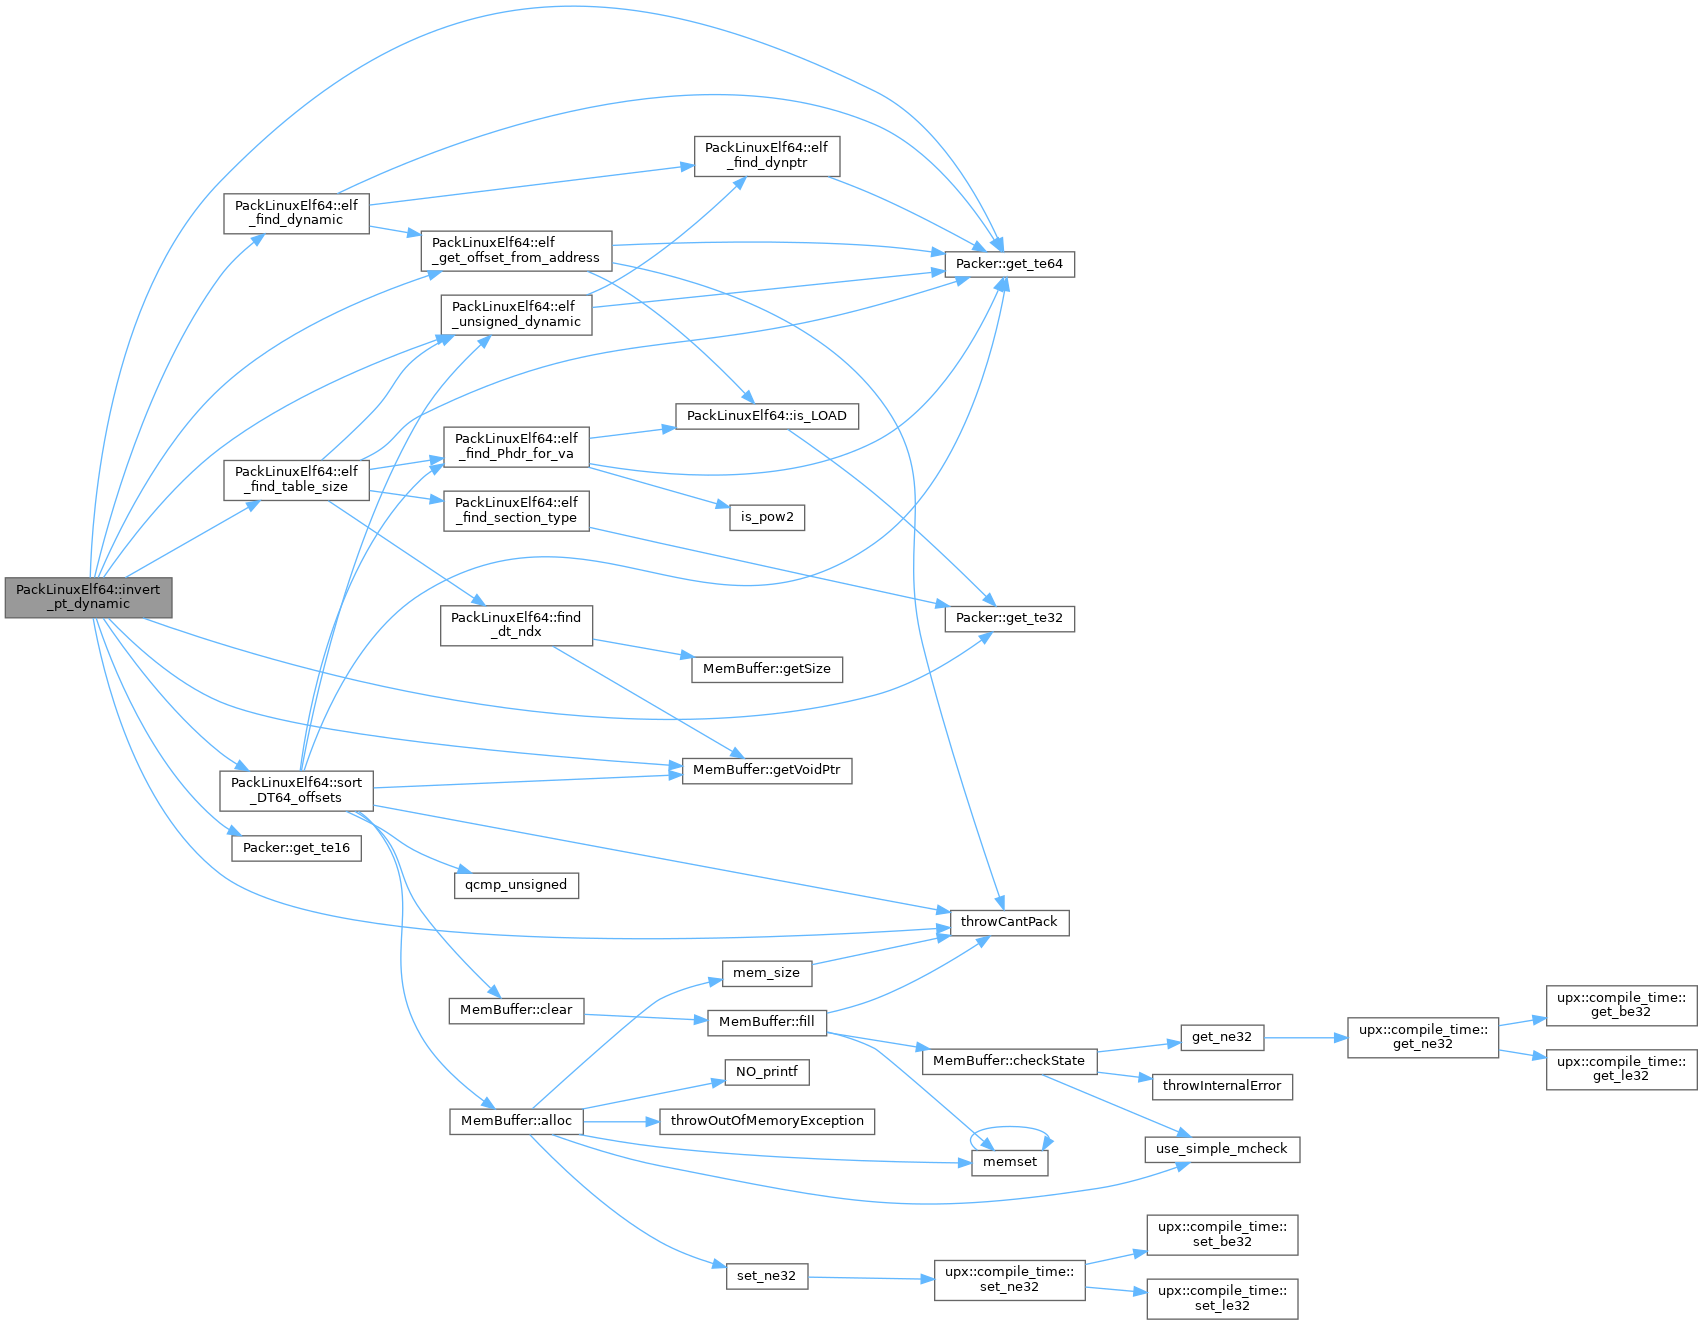 PackLinuxElf64::invert
_pt_dynamic
PackLinuxElf64::elf
_find_dynamic
PackLinuxElf64::elf
_find_table_size
PackLinuxElf64::sort
_DT64_offsets
Packer::get_te16
PackLinuxElf64::elf
_get_offset_from_address
PackLinuxElf64::elf
_unsigned_dynamic
PackLinuxElf64::elf
_find_Phdr_for_va
PackLinuxElf64::elf
_find_section_type
PackLinuxElf64::find
_dt_ndx
qcmp_unsigned
MemBuffer::clear
MemBuffer::alloc
PackLinuxElf64::elf
_find_dynptr
PackLinuxElf64::is_LOAD
is_pow2
MemBuffer::getSize
MemBuffer::getVoidPtr
mem_size
MemBuffer::fill
NO_printf
throwOutOfMemoryException
set_ne32
Packer::get_te64
Packer::get_te32
throwCantPack
MemBuffer::checkState
memset
upx::compile_time::
set_ne32
get_ne32
throwInternalError
use_simple_mcheck
upx::compile_time::
set_be32
upx::compile_time::
set_le32
upx::compile_time::
get_ne32
upx::compile_time::
get_be32
upx::compile_time::
get_le32